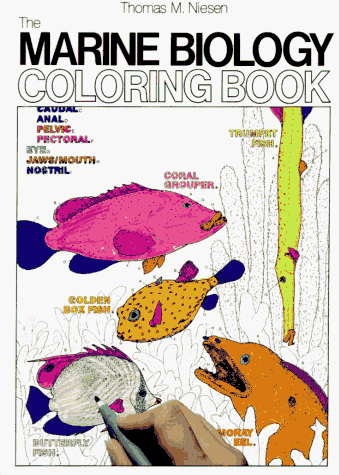 Thomas M. Niesen
The
MARINE BIOLOGY
COLORING BOOK
CAUDAL
ANAL
PELVIC
PECTORAL
EYE
JAWS/MOUTH
NOSTRIL
TRUMPET
FISH
CORAL
GROUPER
GOLDEN
BOX FISH
BUTTERFLY
FISH
MORAY
EEL